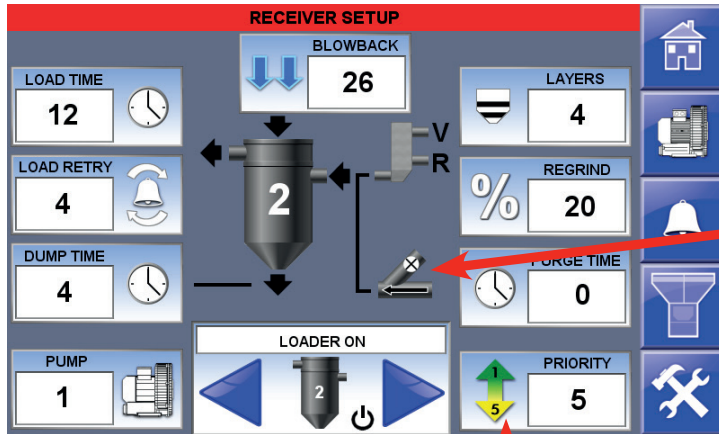 RECEIVER SETUP
BLOWBACK
26
LOAD TIME
12
LAYERS
4
V
R
LOAD RETRY
4
2
REGRIND
%
20
DUMP TIME
4
PURGE TIME
0
LOADER ON
2
PUMP
1
PRIORITY
1
5
5